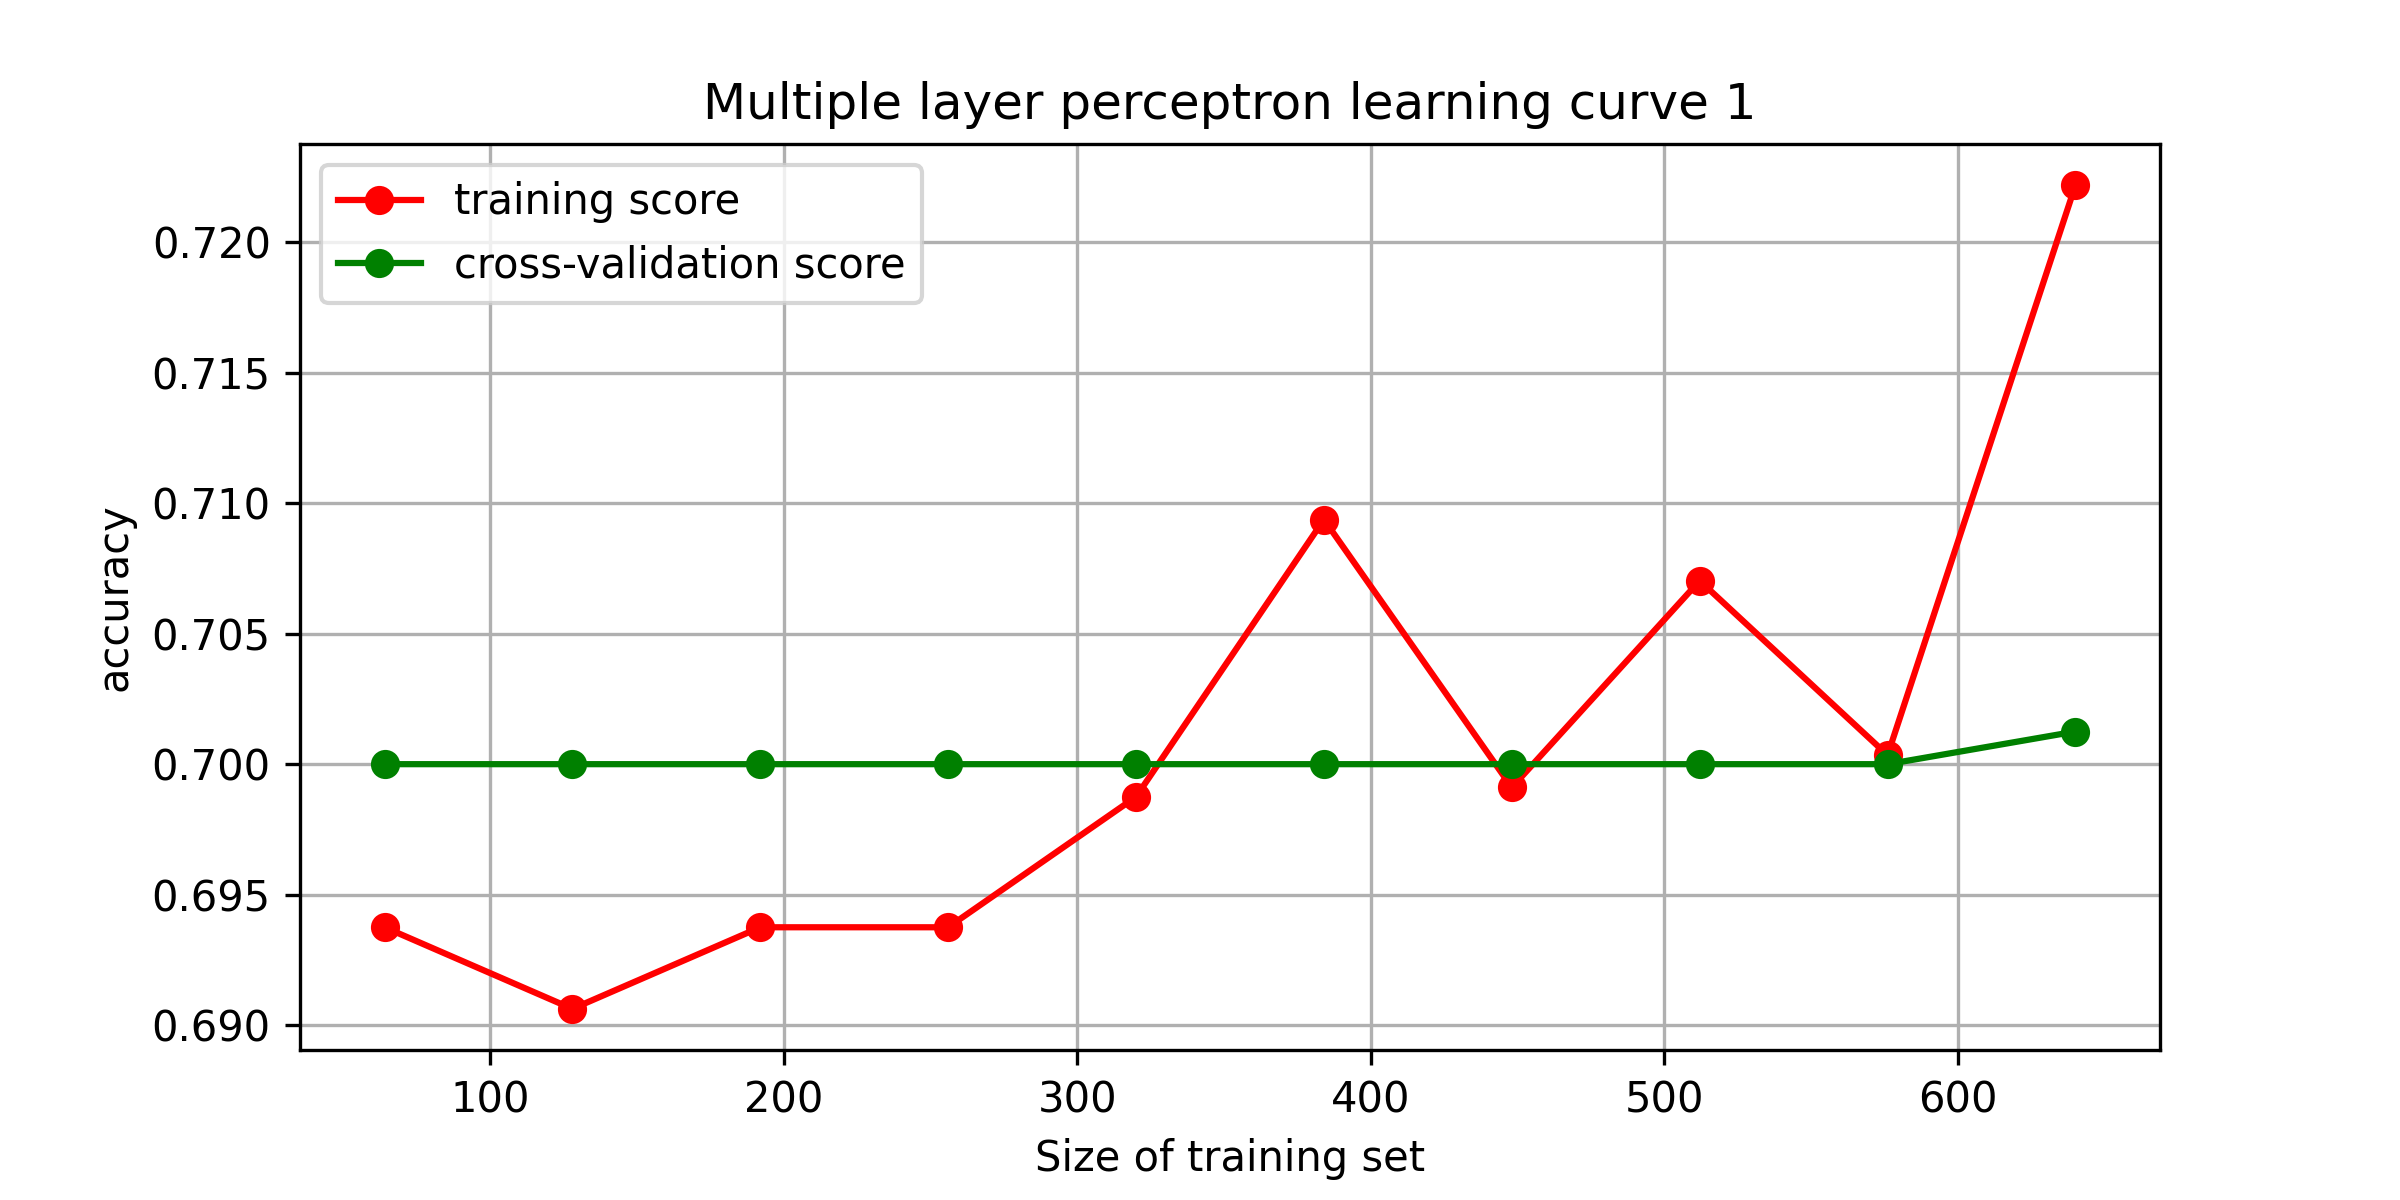 Multiple layer perceptron learning curve 1
training score
cross-validation score
0.720
0.715
0.710
0.705
0.700
0.695
0.690
accuracy
100 200 300 400 500 600
Size of training set